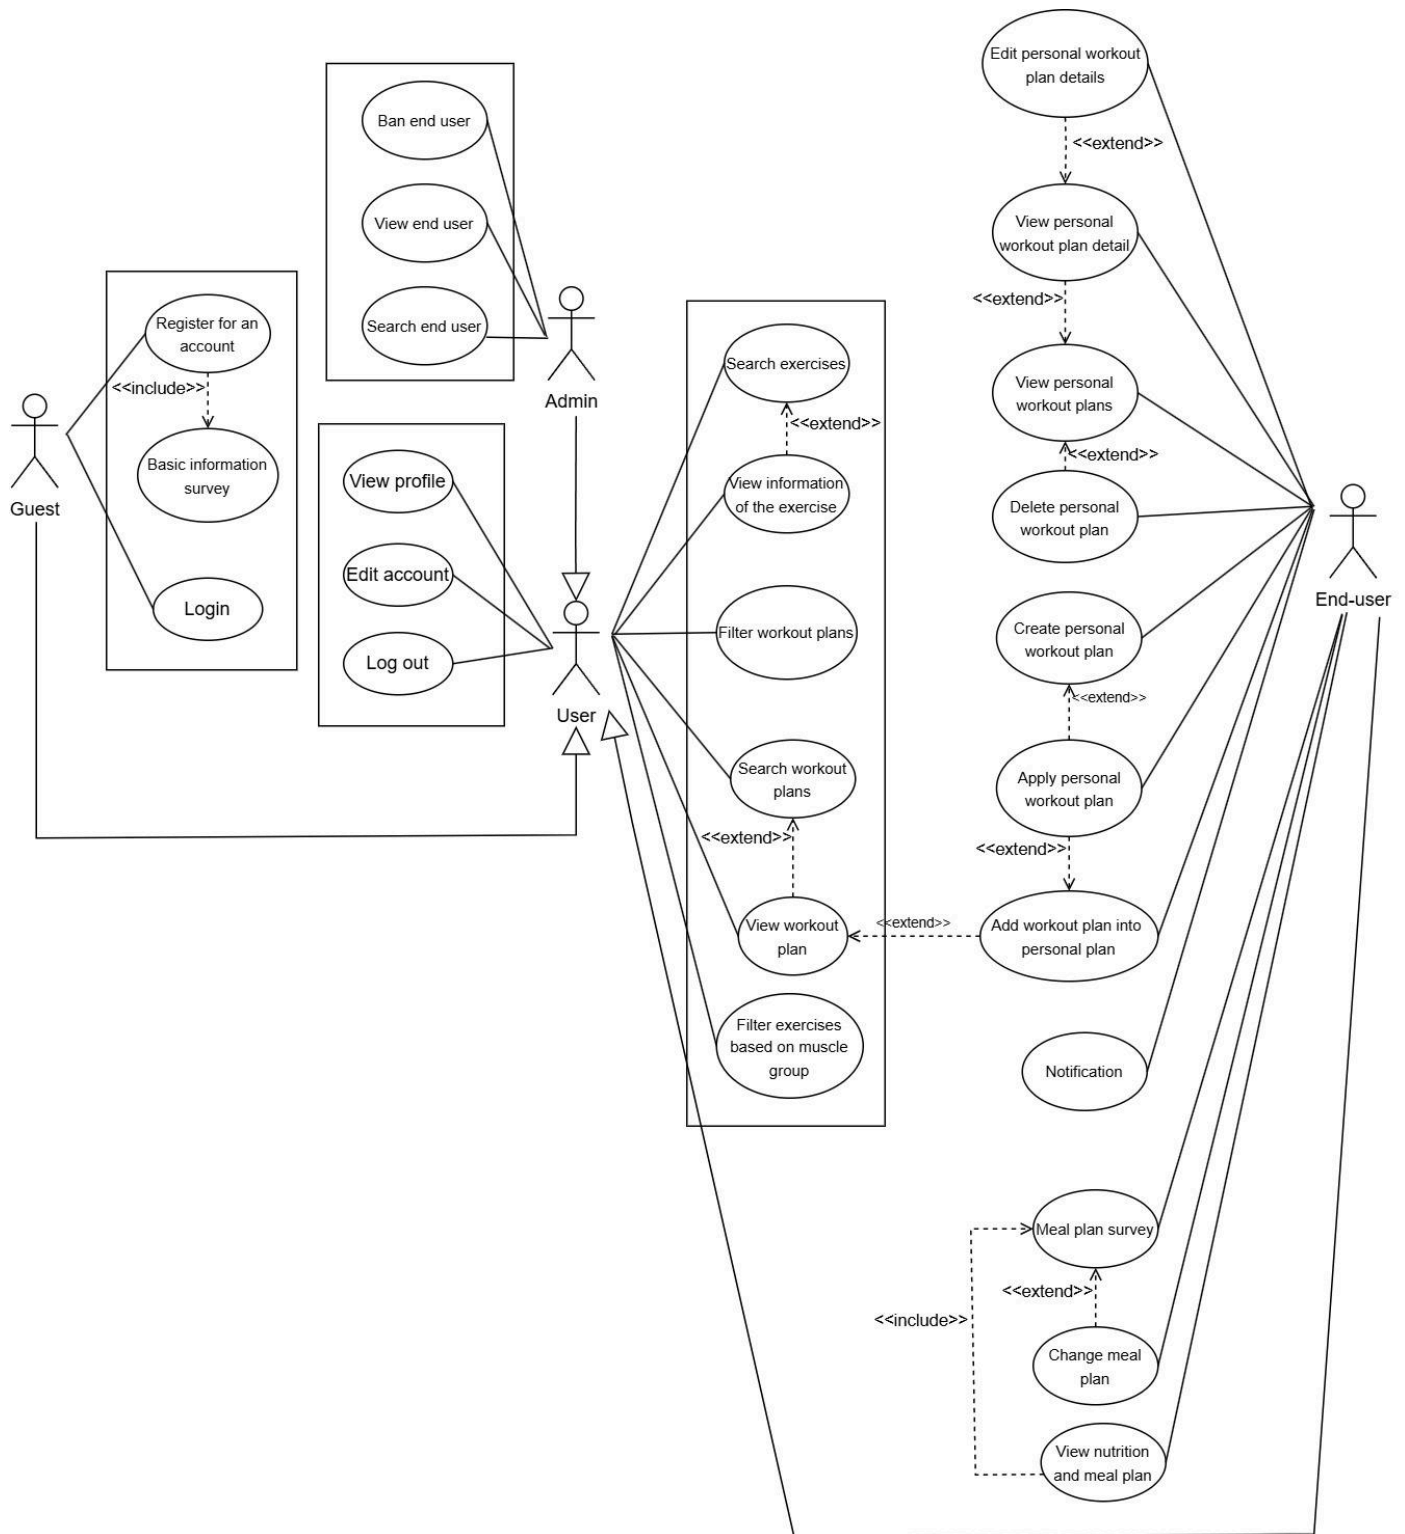 Edit personal workout
plan details
<<extend>>
View personal
workout plan detail
<<extend>>
View personal
workout plans
<<extend>>
Delete personal
workout plan
Create personal
workout plan
<<extend>>
Apply personal
workout plan
<<extend>>
Add workout plan into
personal plan
<<extend>>
Notification
Meal plan survey
<<extend>>
<<include>>
Change meal
plan
View nutrition
and meal plan
End-user
Ban end user
View end user
Search end user
Admin
Register for an
account
<<include>>
Basic information
survey
Login
Guest
View profile
Edit account
Log out
User
Search exercises
<<extend>>
View information
of the exercise
Filter workout plans
Search workout
plans
<<extend>>
View workout
plan
Filter exercises
based on muscle
group